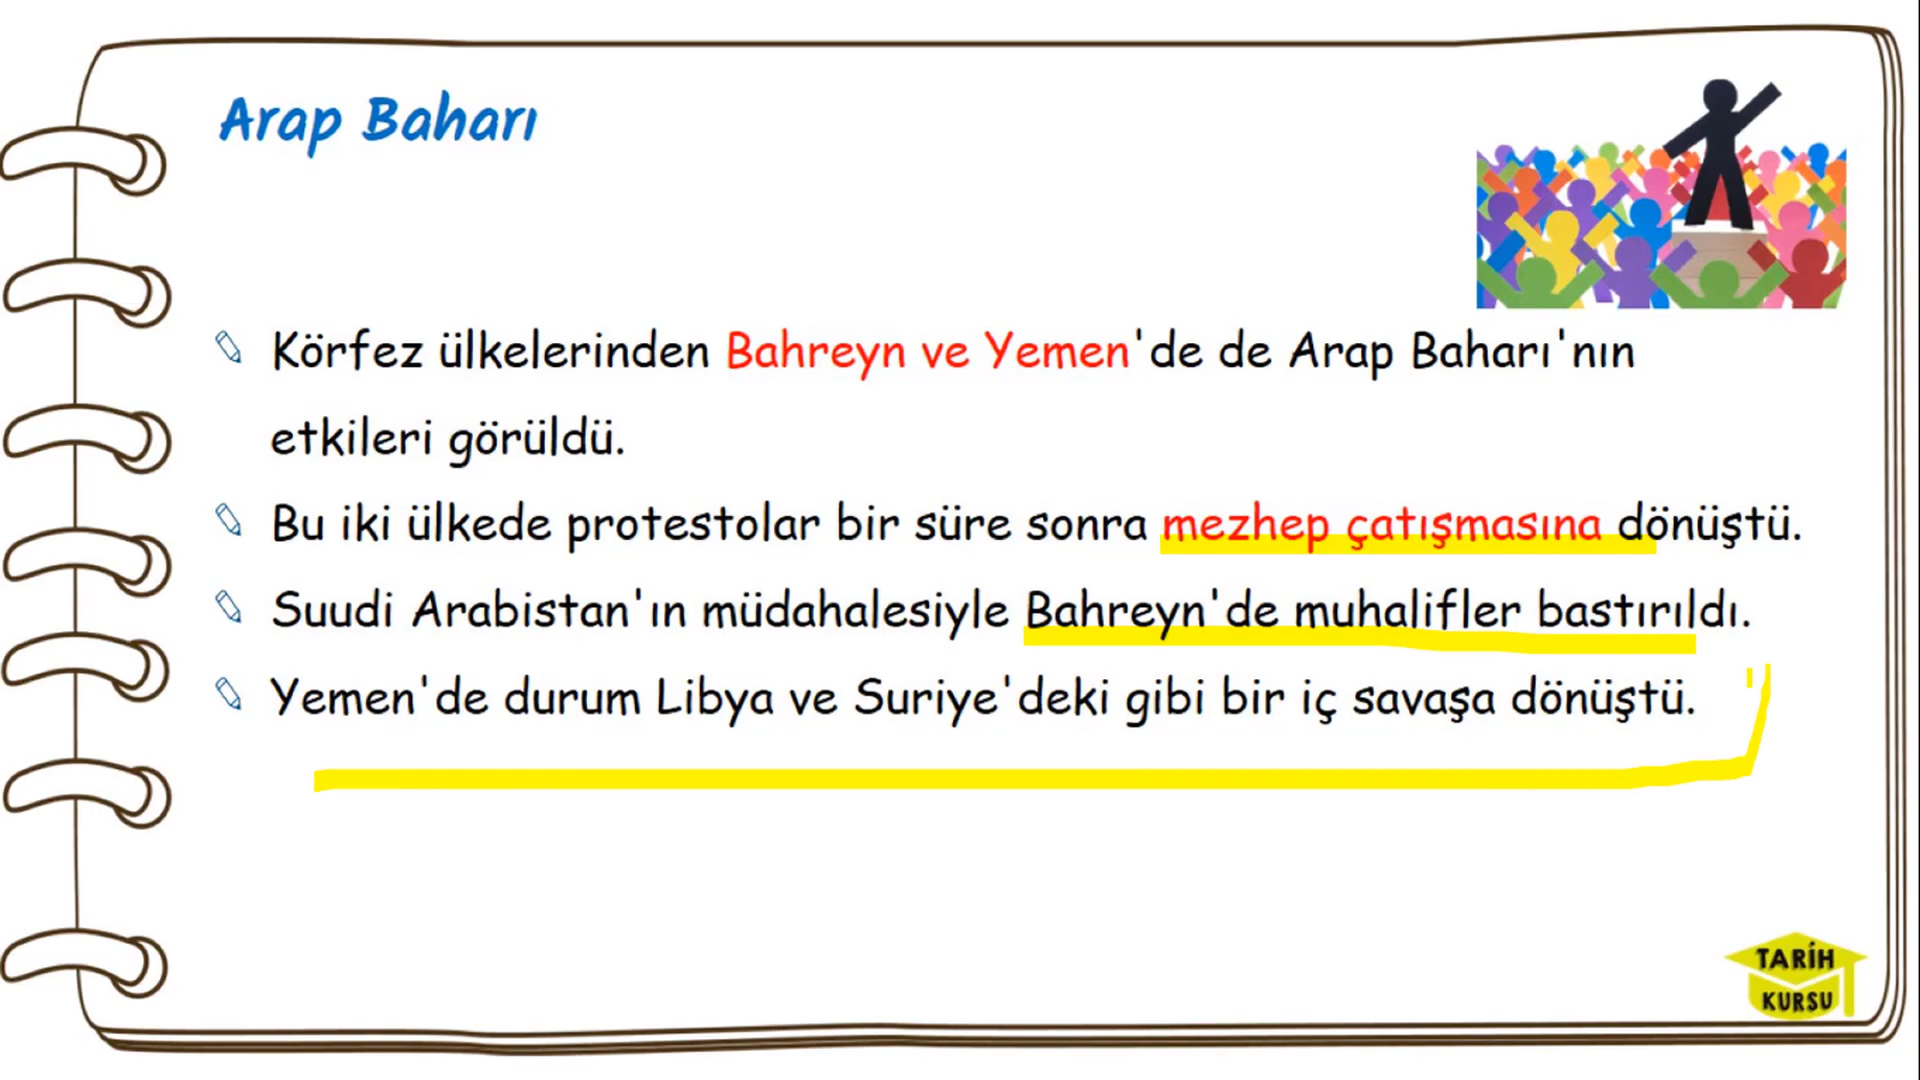 Arap Baharı
Körfez ülkelerinden Bahreyn ve Yemen'de de Arap Baharı'nın
etkileri görüldü.
Bu iki ülkede protestolar bir süre sonra mezhep çatışmasına dönüştü.
Suudi Arabistan'ın müdahalesiyle Bahreyn'de muhalifler bastırıldı.
Yemen'de durum Libya ve Suriye'deki gibi bir iç savaşa dönüştü.
TARİH
KURSU